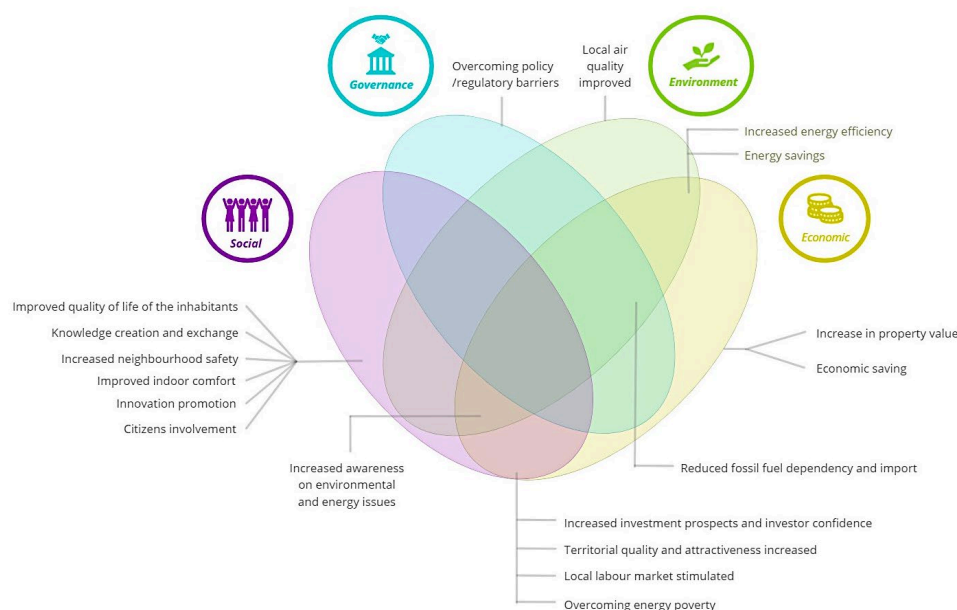 Governance
Overcoming policy
/regulatory barriers
Local air
quality
improved
Environment
Increased energy efficiency
Energy savings
Social
Economic
Improved quality of life of the inhabitants
Knowledge creation and exchange
Increased neighbourhood safety
Improved indoor comfort
Innovation promotion
Citizens involvement
Increase in property value
Economic saving
Increased awareness
on environmental
and energy issues
Reduced fossil fuel dependency and import
Increased investment prospects and investor confidence
Territorial quality and attractiveness increased
Local labour market stimulated
Overcoming energy poverty